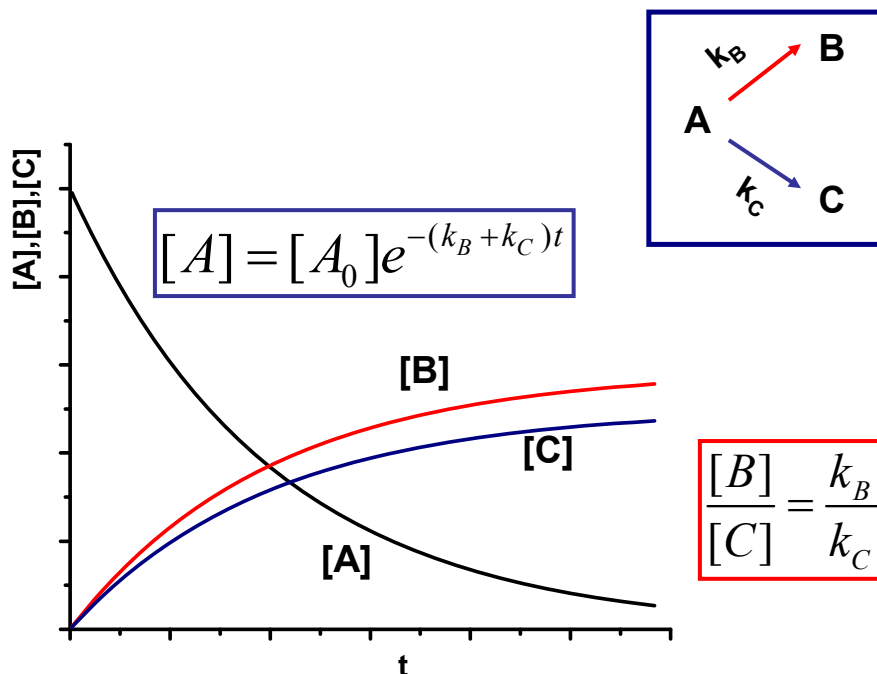 k_B
B
A
k_C
C
[A],[B],[C]
[A] = [A_0]e^{-(k_B+k_C)t}
[B]
[C]
[A]
[B]/[C] = k_B/k_C
t